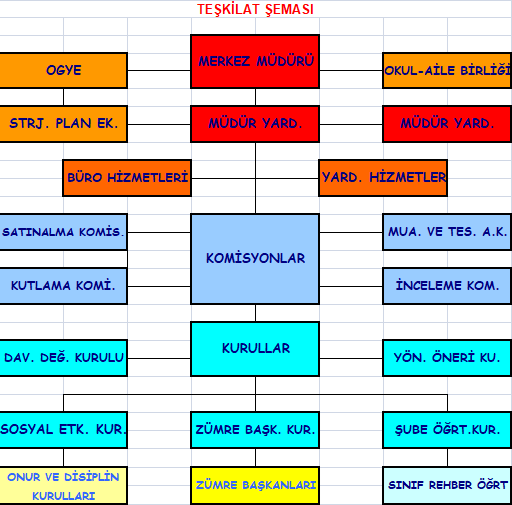 TEŞKİLAT ŞEMASI
OGYE
MERKEZ MÜDÜRÜ
OKUL-AİLE BİRLİĞİ
STRJ. PLAN EK.
MÜDÜR YARD.
MÜDÜR YARD.
BÜRO HİZMETLERİ
YARD. HİZMETLER
SATINALMA KOMİS.
KOMİSYONLAR
MUA. VE TES. A.K.
KUTLAMA KOMİ.
İNCELEME KOM.
DAV. DEĞ. KURULU
KURULLAR
YÖN. ÖNERİ KU.
SOSYAL ETK. KUR.
ZÜMRE BAŞK. KUR.
ŞUBE ÖĞRT.KUR.
ONUR VE DİSİPLİN
KURULLARI
ZÜMRE BAŞKANLARI
SINIF REHBER ÖĞRT